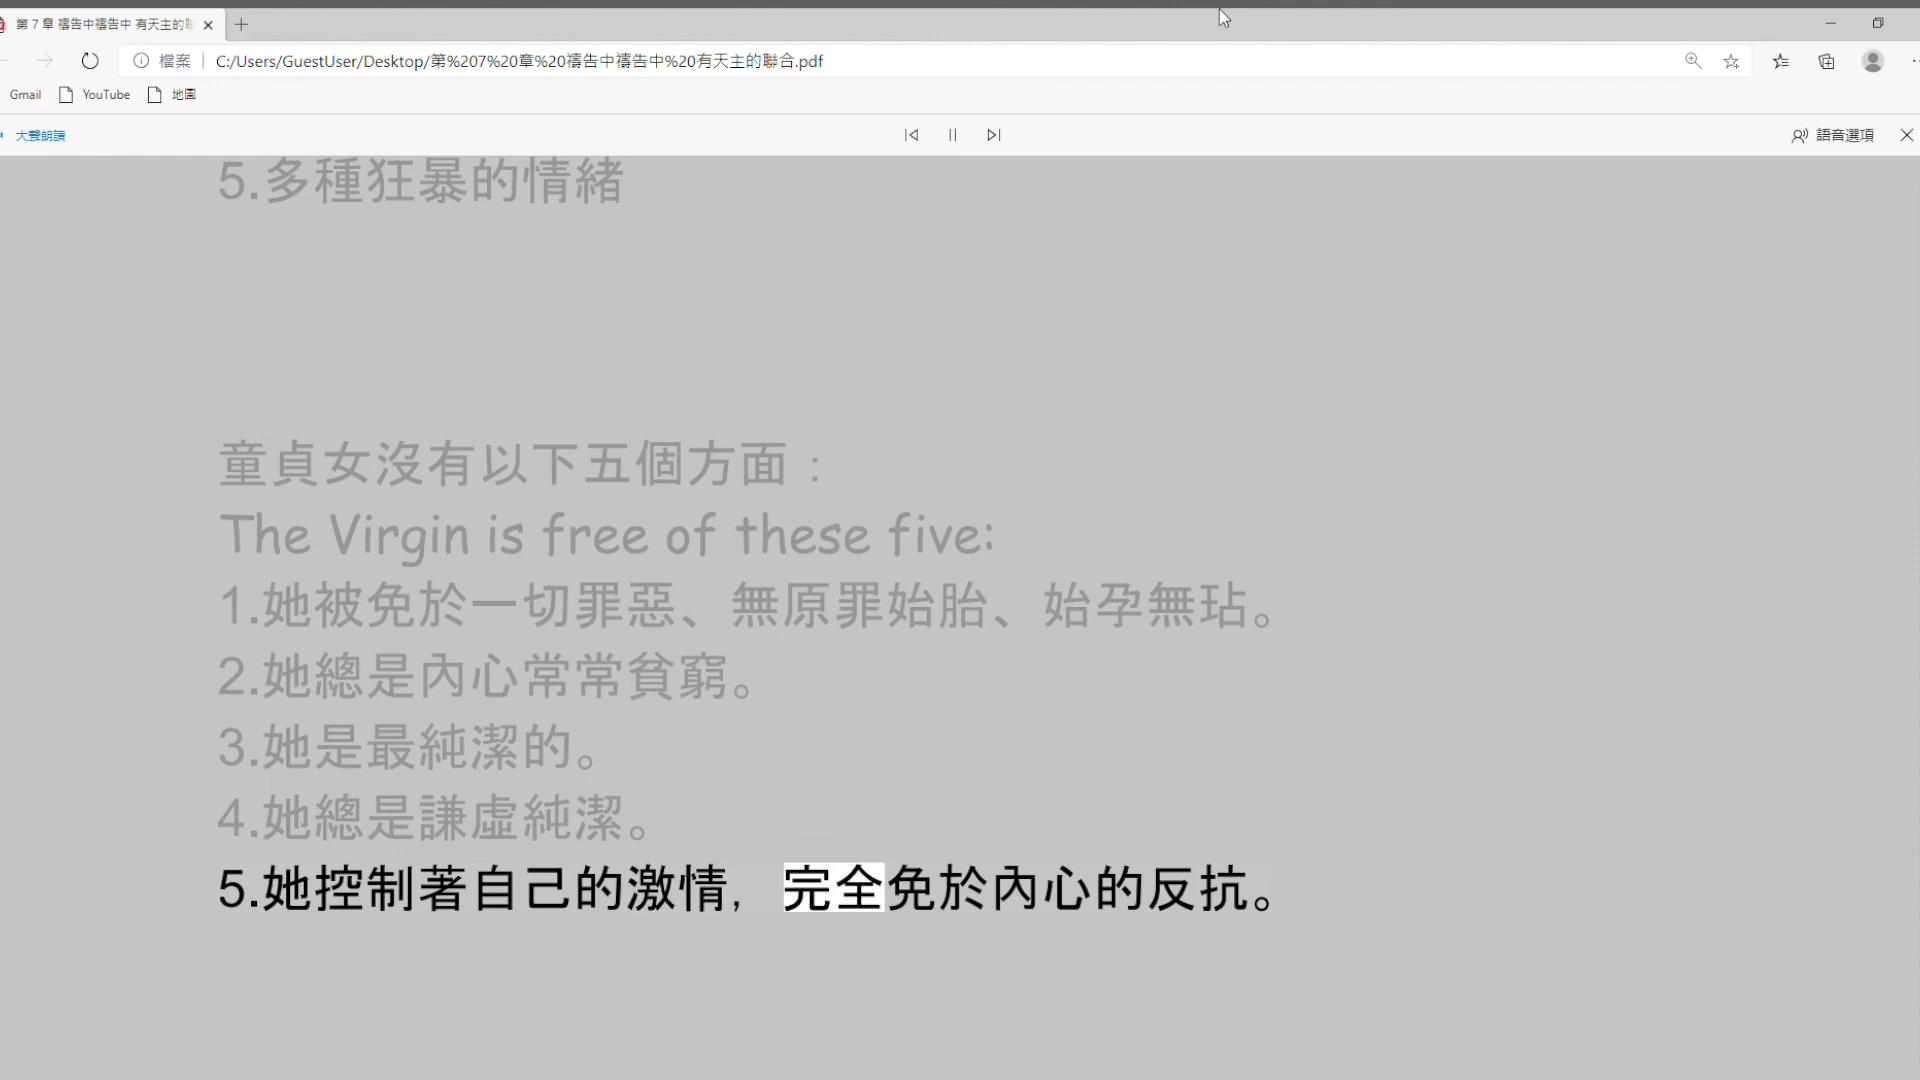 第 7 章 禱告中禱告中 有天主的
檔案 C:/Users/GuestUser/Desktop/第%207%20章%20禱告中禱告中%20有天主的聯合.pdf
Gmail YouTube 地圖
大聲朗讀 語音選項
5.多種狂暴的情緒
童貞女沒有以下五個方面：
The Virgin is free of these five:
1.她被免於一切罪惡、無原罪始胎、始孕無玷。
2.她總是內心常常貧窮。
3.她是最純潔的。
4.她總是謙虛純潔。
5.她控制著自己的激情，完全免於內心的反抗。